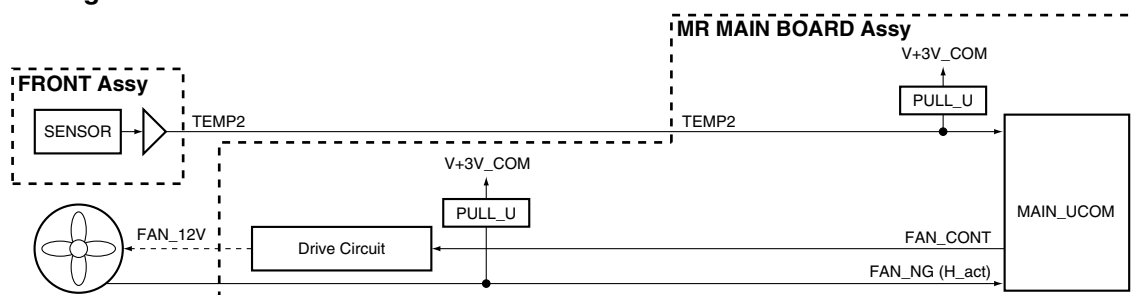 MR MAIN BOARD Assy
V+3V_COM
FRONT Assy
PULL_U
SENSOR
TEMP2
TEMP2
V+3V_COM
PULL_U
MAIN_UCOM
FAN_12V
Drive Circuit
FAN_CONT
FAN_NG (H_act)